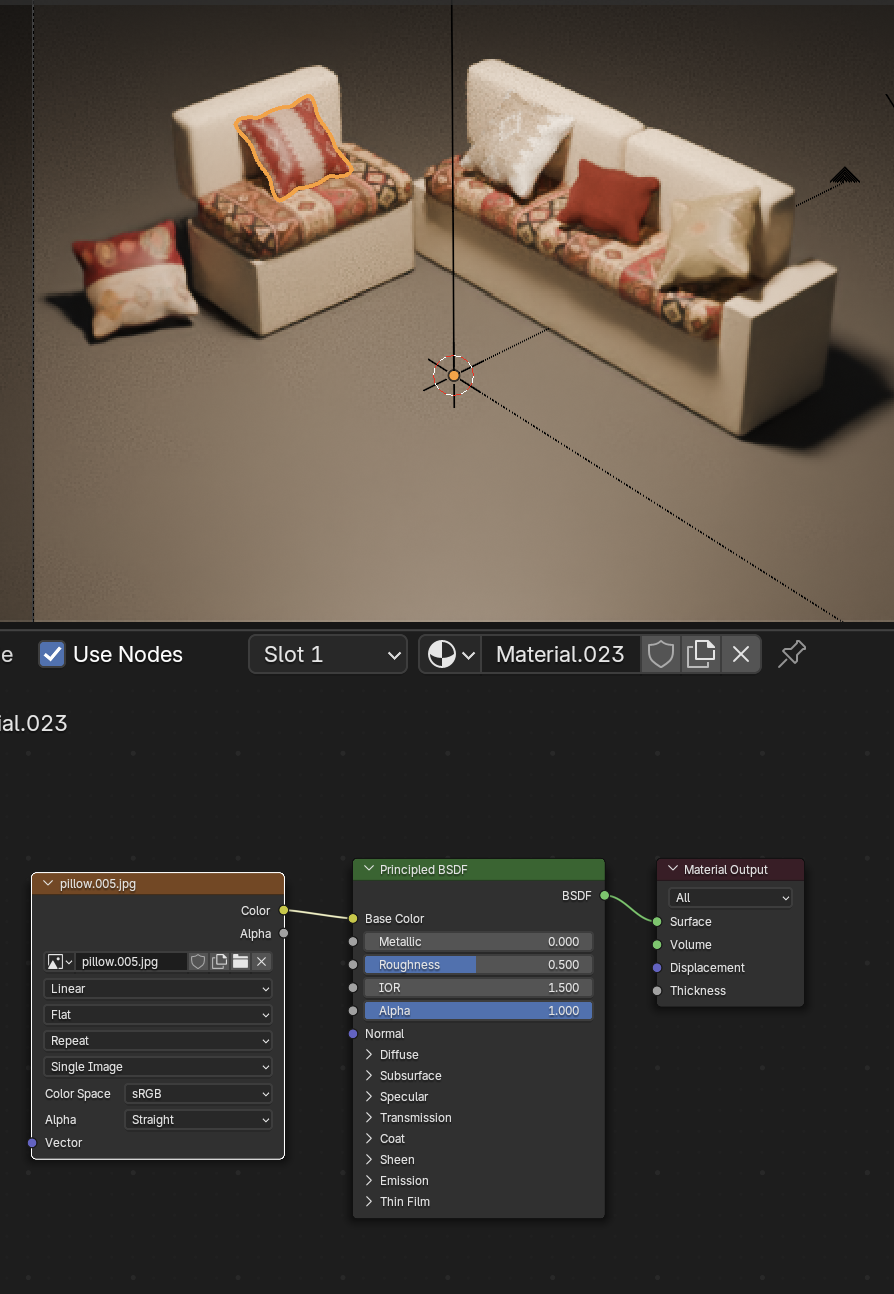 e Use Nodes Slot 1 Material.023
ial.023
pillow.005.jpg
Color
Alpha
pillow.005.jpg
Linear
Flat
Repeat
Single Image
Color Space sRGB
Alpha Straight
Vector
Principled BSDF
BSDF
Base Color
Metallic 0.000
Roughness 0.500
IOR 1.500
Alpha 1.000
Normal
Diffuse
Subsurface
Specular
Transmission
Coat
Sheen
Emission
Thin Film
Material Output
All
Surface
Volume
Displacement
Thickness